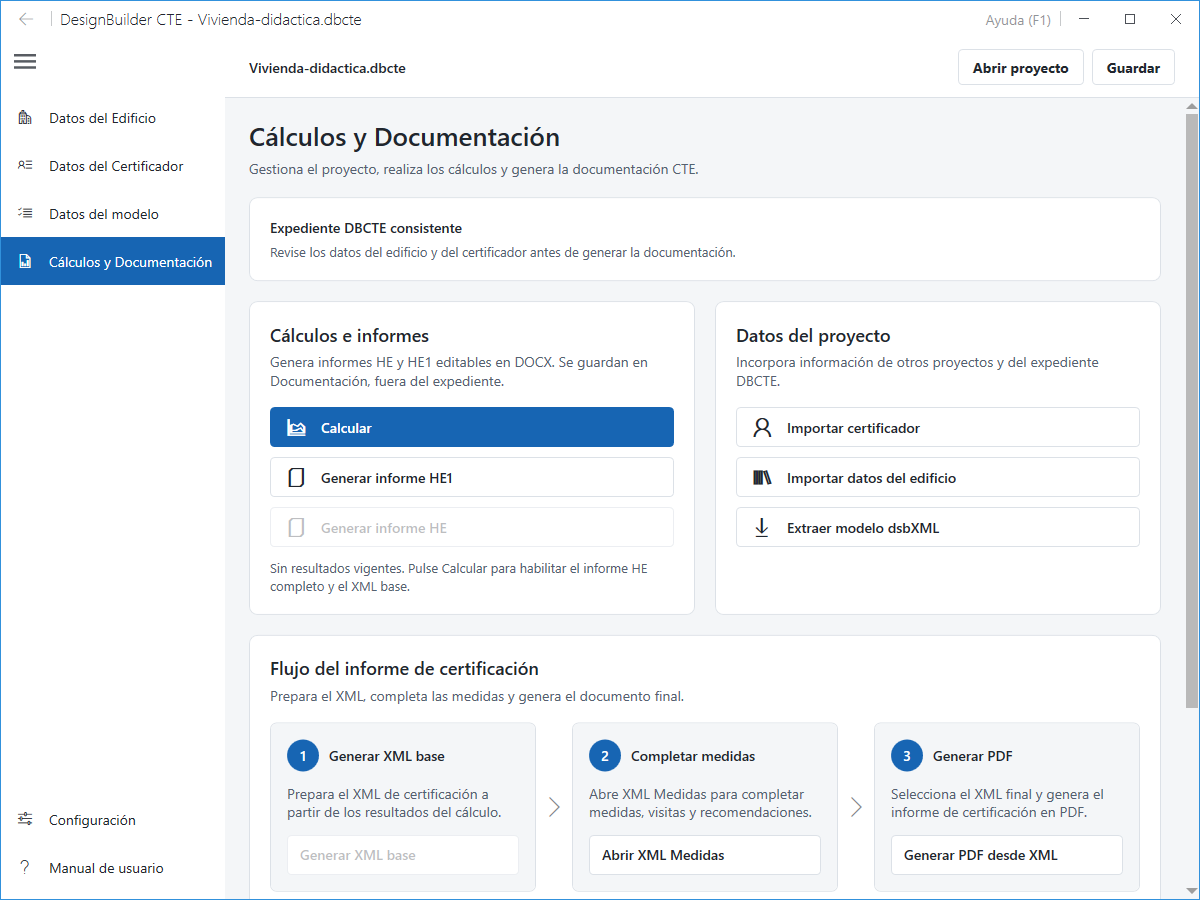 DesignBuilder CTE - Vivienda-didactica.dbcte
Ayuda (F1)
Vivienda-didactica.dbcte
Abrir proyecto
Guardar
Datos del Edificio
Datos del Certificador
Datos del modelo
Cálculos y Documentación
Configuración
Manual de usuario
Cálculos y Documentación
Gestiona el proyecto, realiza los cálculos y genera la documentación CTE.
Expediente DBCTE consistente
Revise los datos del edificio y del certificador antes de generar la documentación.
Cálculos e informes
Genera informes HE y HE1 editables en DOCX. Se guardan en
Documentación, fuera del expediente.
Calcular
Generar informe HE1
Generar informe HE
Sin resultados vigentes. Pulse Calcular para habilitar el informe HE
completo y el XML base.
Datos del proyecto
Incorpora información de otros proyectos y del expediente
DBCTE.
Importar certificador
Importar datos del edificio
Extraer modelo dsbXML
Flujo del informe de certificación
Prepara el XML, completa las medidas y genera el documento final.
1 Generar XML base
Prepara el XML de certificación a
partir de los resultados del cálculo.
Generar XML base
2 Completar medidas
Abre XML Medidas para completar
medidas, visitas y recomendaciones.
Abrir XML Medidas
3 Generar PDF
Selecciona el XML final y genera el
informe de certificación en PDF.
Generar PDF desde XML